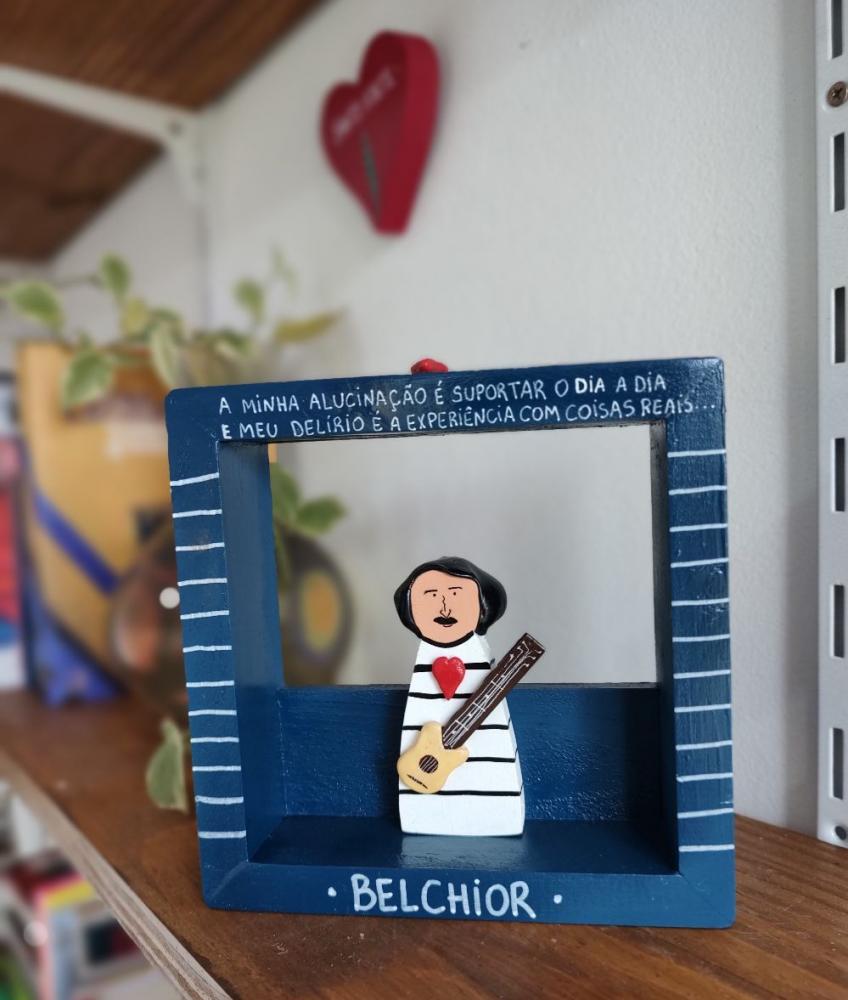 A MINHA ALUCINAÇÃO É SUPORTAR O DIA A DIA
E MEU DELÍRIO É A EXPERIÊNCIA COM COISAS REAIS...
• BELCHIOR •